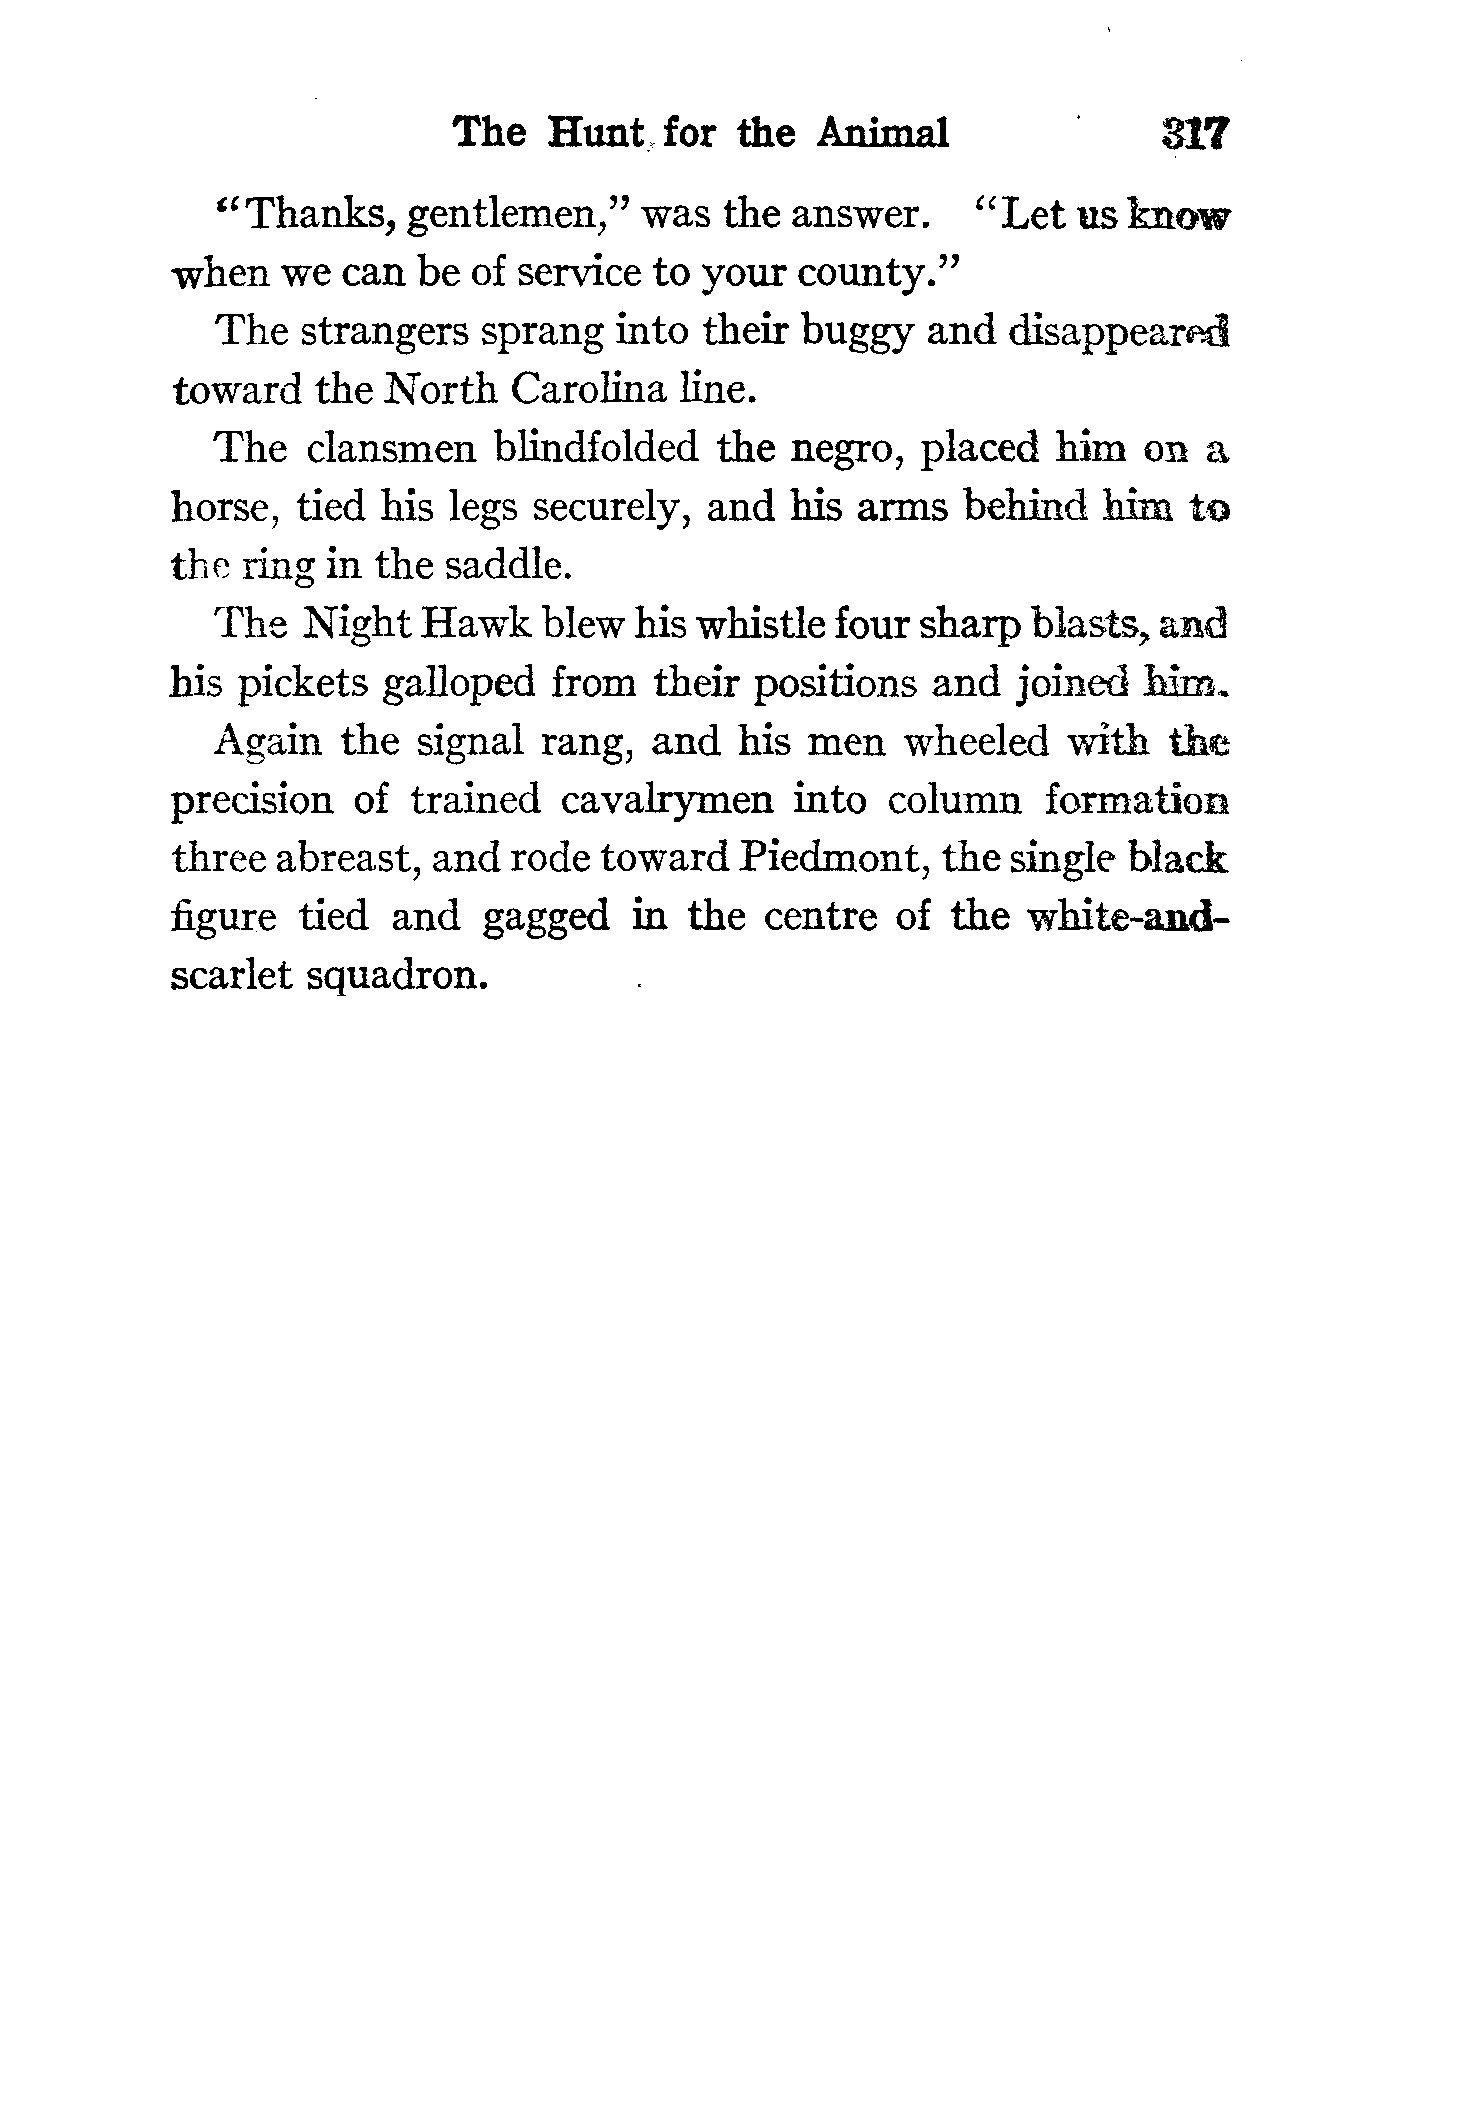 The Hunt for the Animal 317
“Thanks, gentlemen,” was the answer. “Let us know
when we can be of service to your county.”
The strangers sprang into their buggy and disappeared
toward the North Carolina line.
The clansmen blindfolded the negro, placed him on a
horse, tied his legs securely, and his arms behind him to
the ring in the saddle.
The Night Hawk blew his whistle four sharp blasts, and
his pickets galloped from their positions and joined him.
Again the signal rang, and his men wheeled with the
precision of trained cavalrymen into column formation
three abreast, and rode toward Piedmont, the single black
figure tied and gagged in the centre of the white-and-
scarlet squadron.